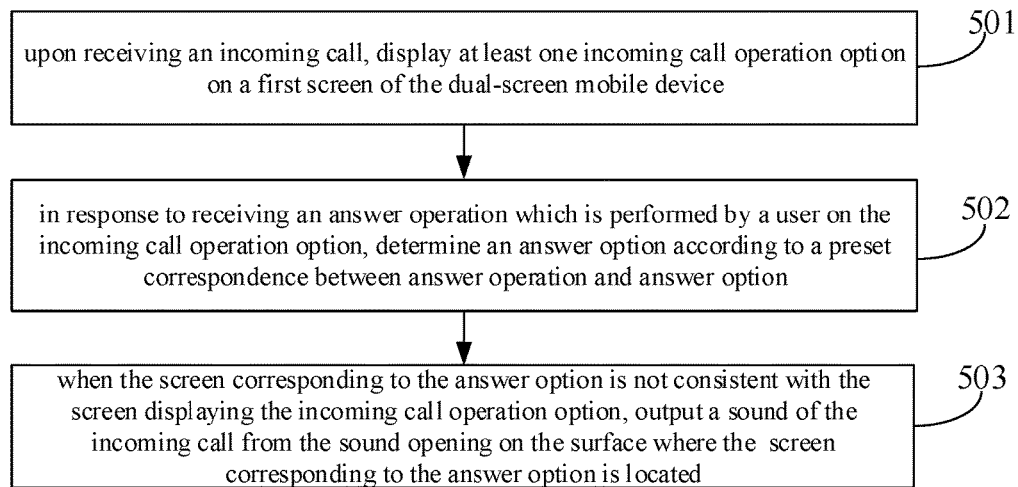 501
upon receiving an incoming call, display at least one incoming call operation option
on a first screen of the dual-screen mobile device
502
in response to receiving an answer operation which is performed by a user on the
incoming call operation option, determine an answer option according to a preset
correspondence between answer operation and answer option
503
when the screen corresponding to the answer option is not consistent with the
screen displaying the incoming call operation option, output a sound of the
incoming call from the sound opening on the surface where the screen
corresponding to the answer option is located